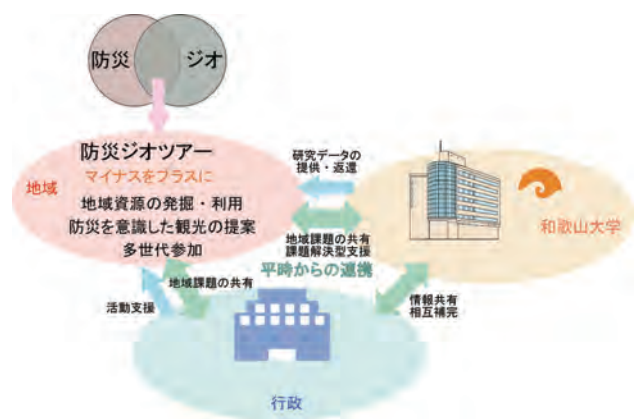 防災 ジオ
防災ジオツアー
マイナスをプラスに
地域
地域資源の発掘・利用
防災を意識した観光の提案
多世代参加
研究データの
提供・返還
和歌山大学
地域課題の共有
課題解決型支援
平時からの連携
地域課題の共有
活動支援
情報共有
相互補完
行政